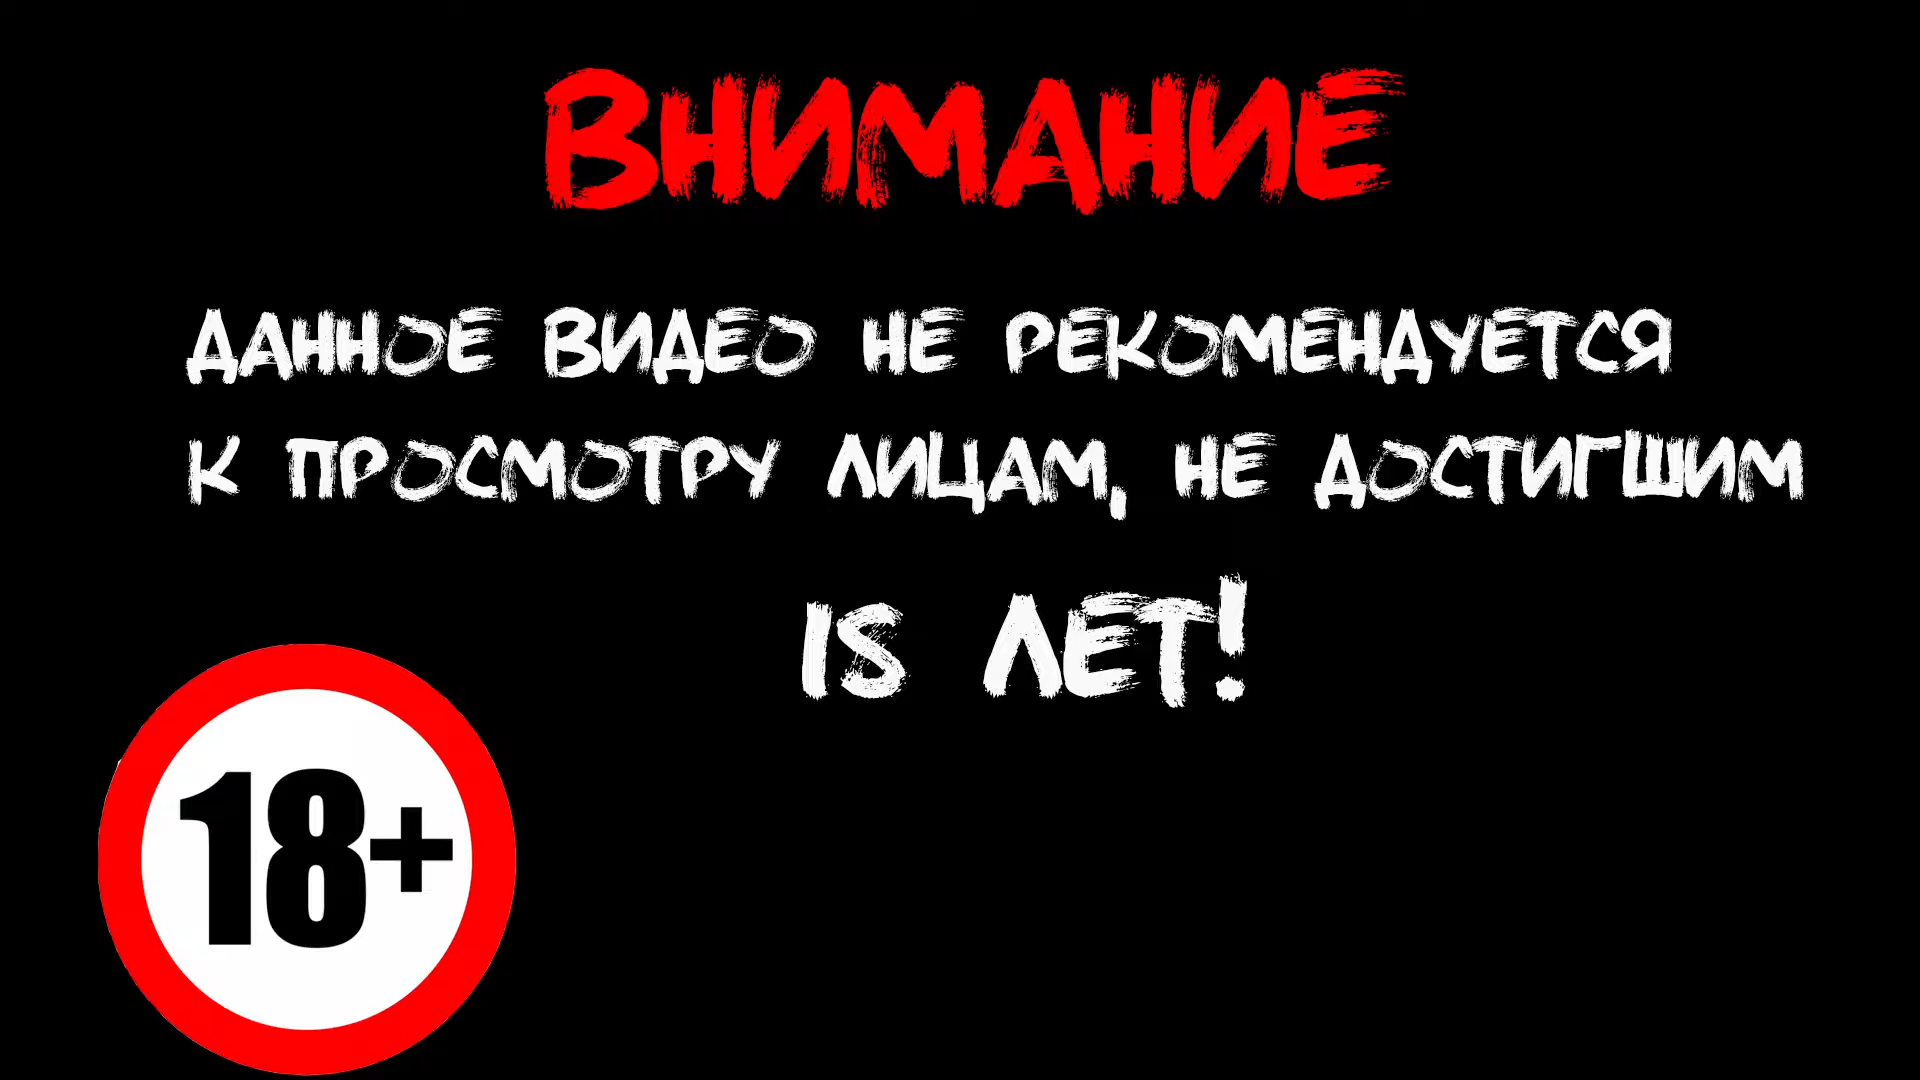 ВНИМАНИЕ
ДАННОЕ ВИДЕО НЕ РЕКОМЕНДУЕТСЯ
К ПРОСМОТРУ ЛИЦАМ, НЕ ДОСТИГШИМ
18 ЛЕТ!
18+